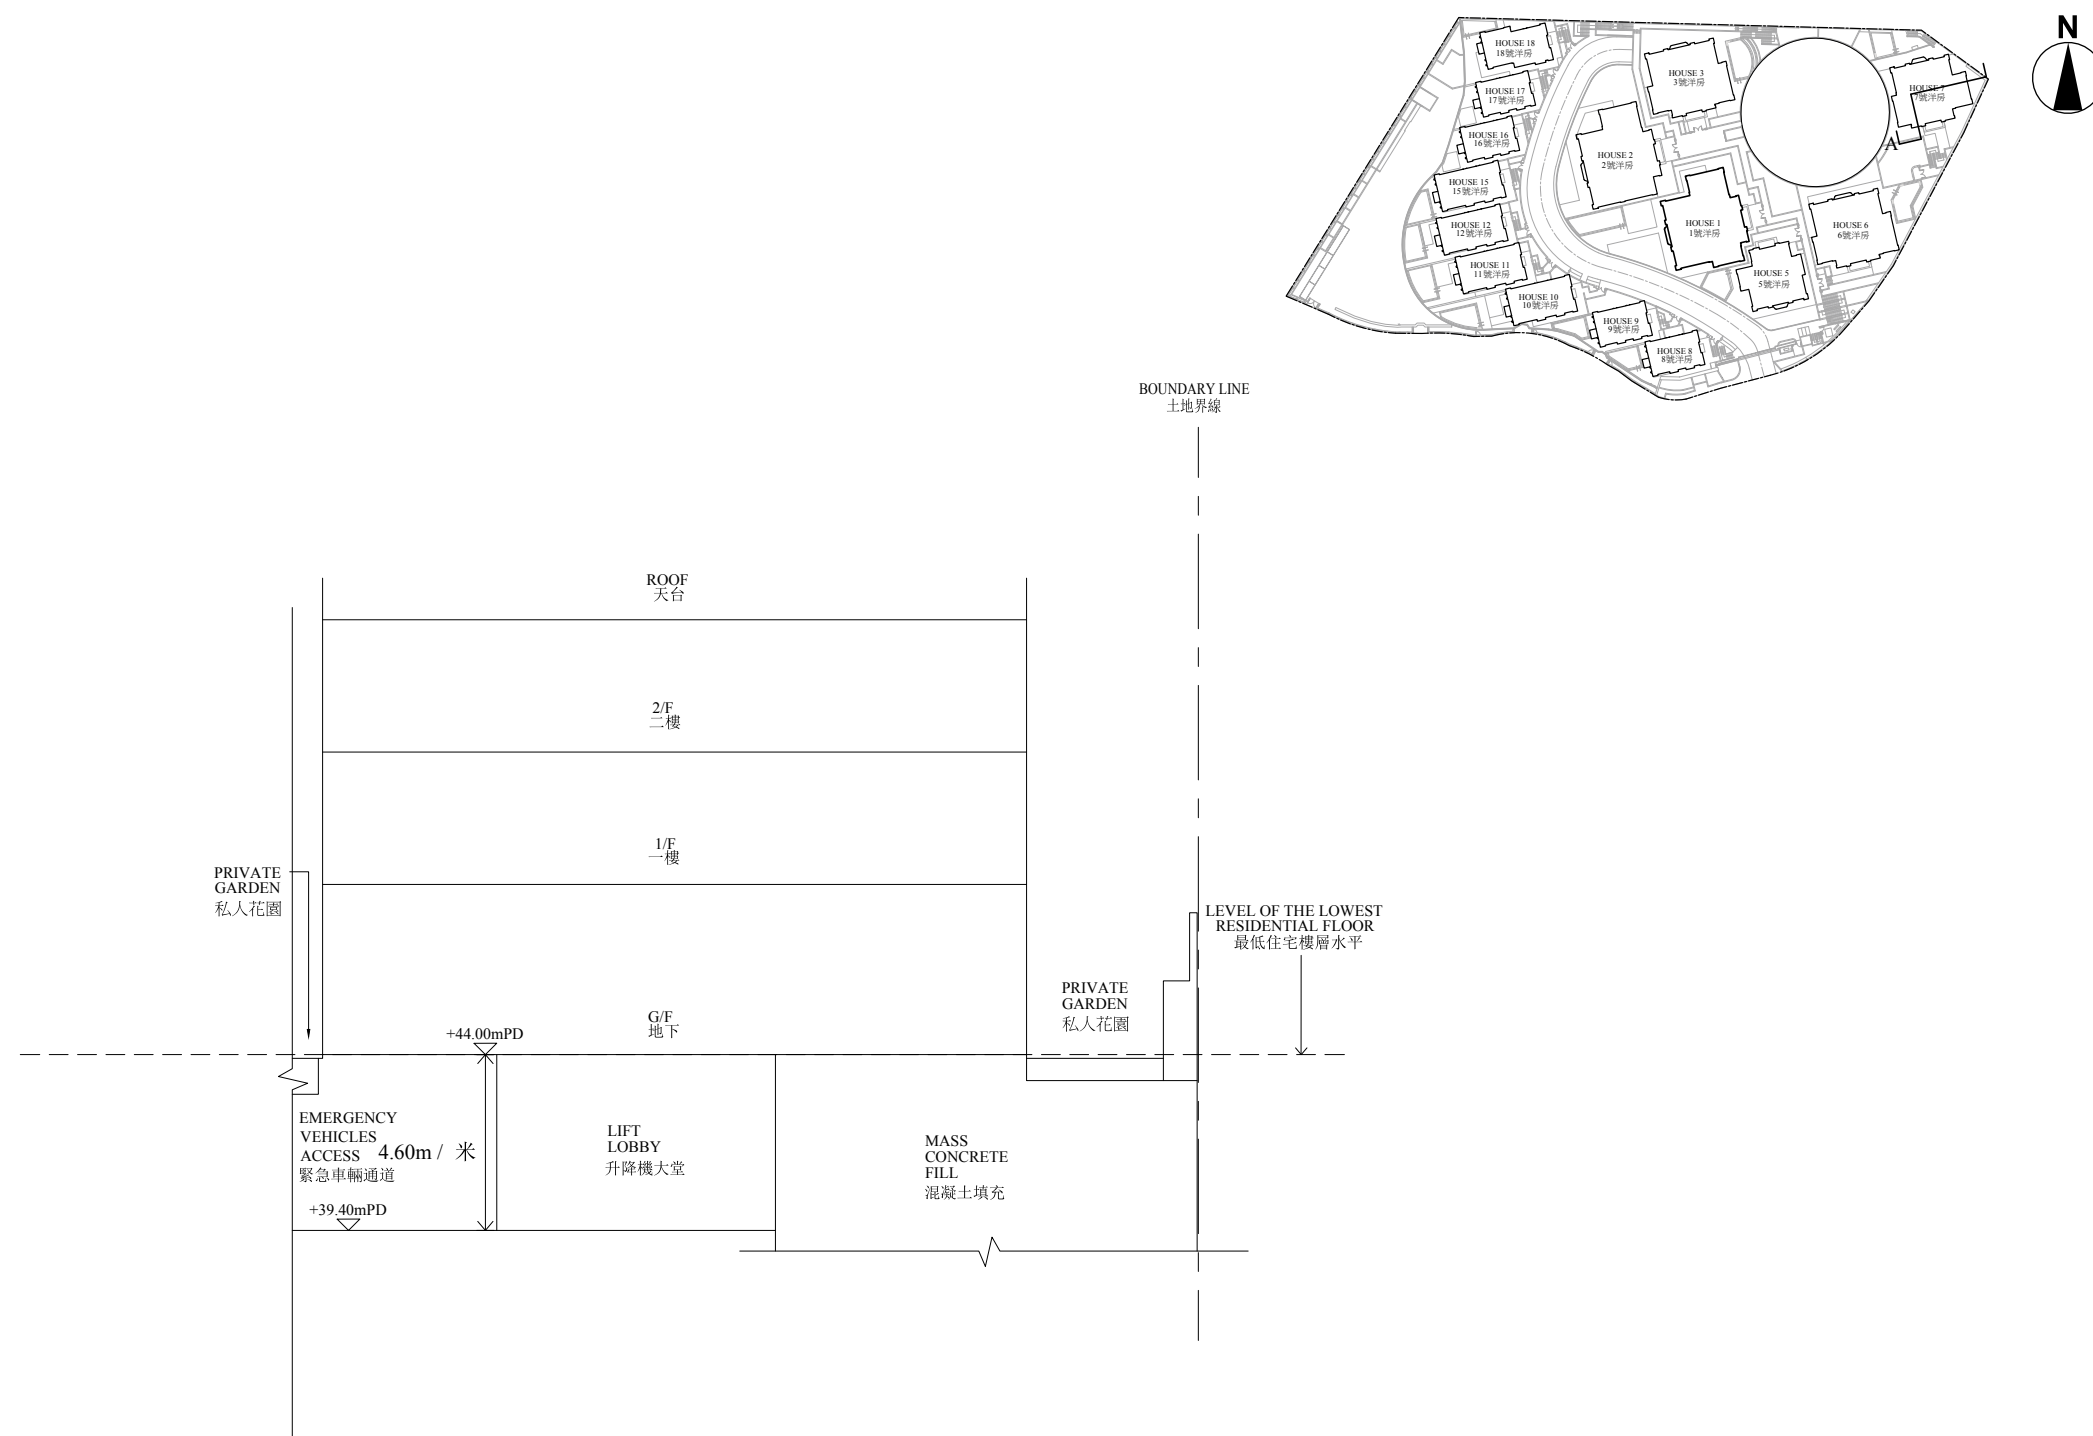 N
HOUSE 18
18號洋房
HOUSE 17
17號洋房
HOUSE 16
16號洋房
HOUSE 15
15號洋房
HOUSE 12
12號洋房
HOUSE 11
11號洋房
HOUSE 10
10號洋房
HOUSE 9
9號洋房
HOUSE 8
8號洋房
HOUSE 3
3號洋房
HOUSE 2
2號洋房
HOUSE 1
1號洋房
HOUSE 5
5號洋房
HOUSE 6
6號洋房
HOUSE 7
7號洋房
A
BOUNDARY LINE
土地界線
ROOF
天台
2/F
二樓
1/F
一樓
PRIVATE
GARDEN
私人花園
LEVEL OF THE LOWEST
RESIDENTIAL FLOOR
最低住宅樓層水平
PRIVATE
GARDEN
私人花園
G/F
地下
+44.00mPD
EMERGENCY
VEHICLES
ACCESS
緊急車輛通道
4.60m / 米
+39.40mPD
LIFT
LOBBY
升降機大堂
MASS
CONCRETE
FILL
混凝土填充